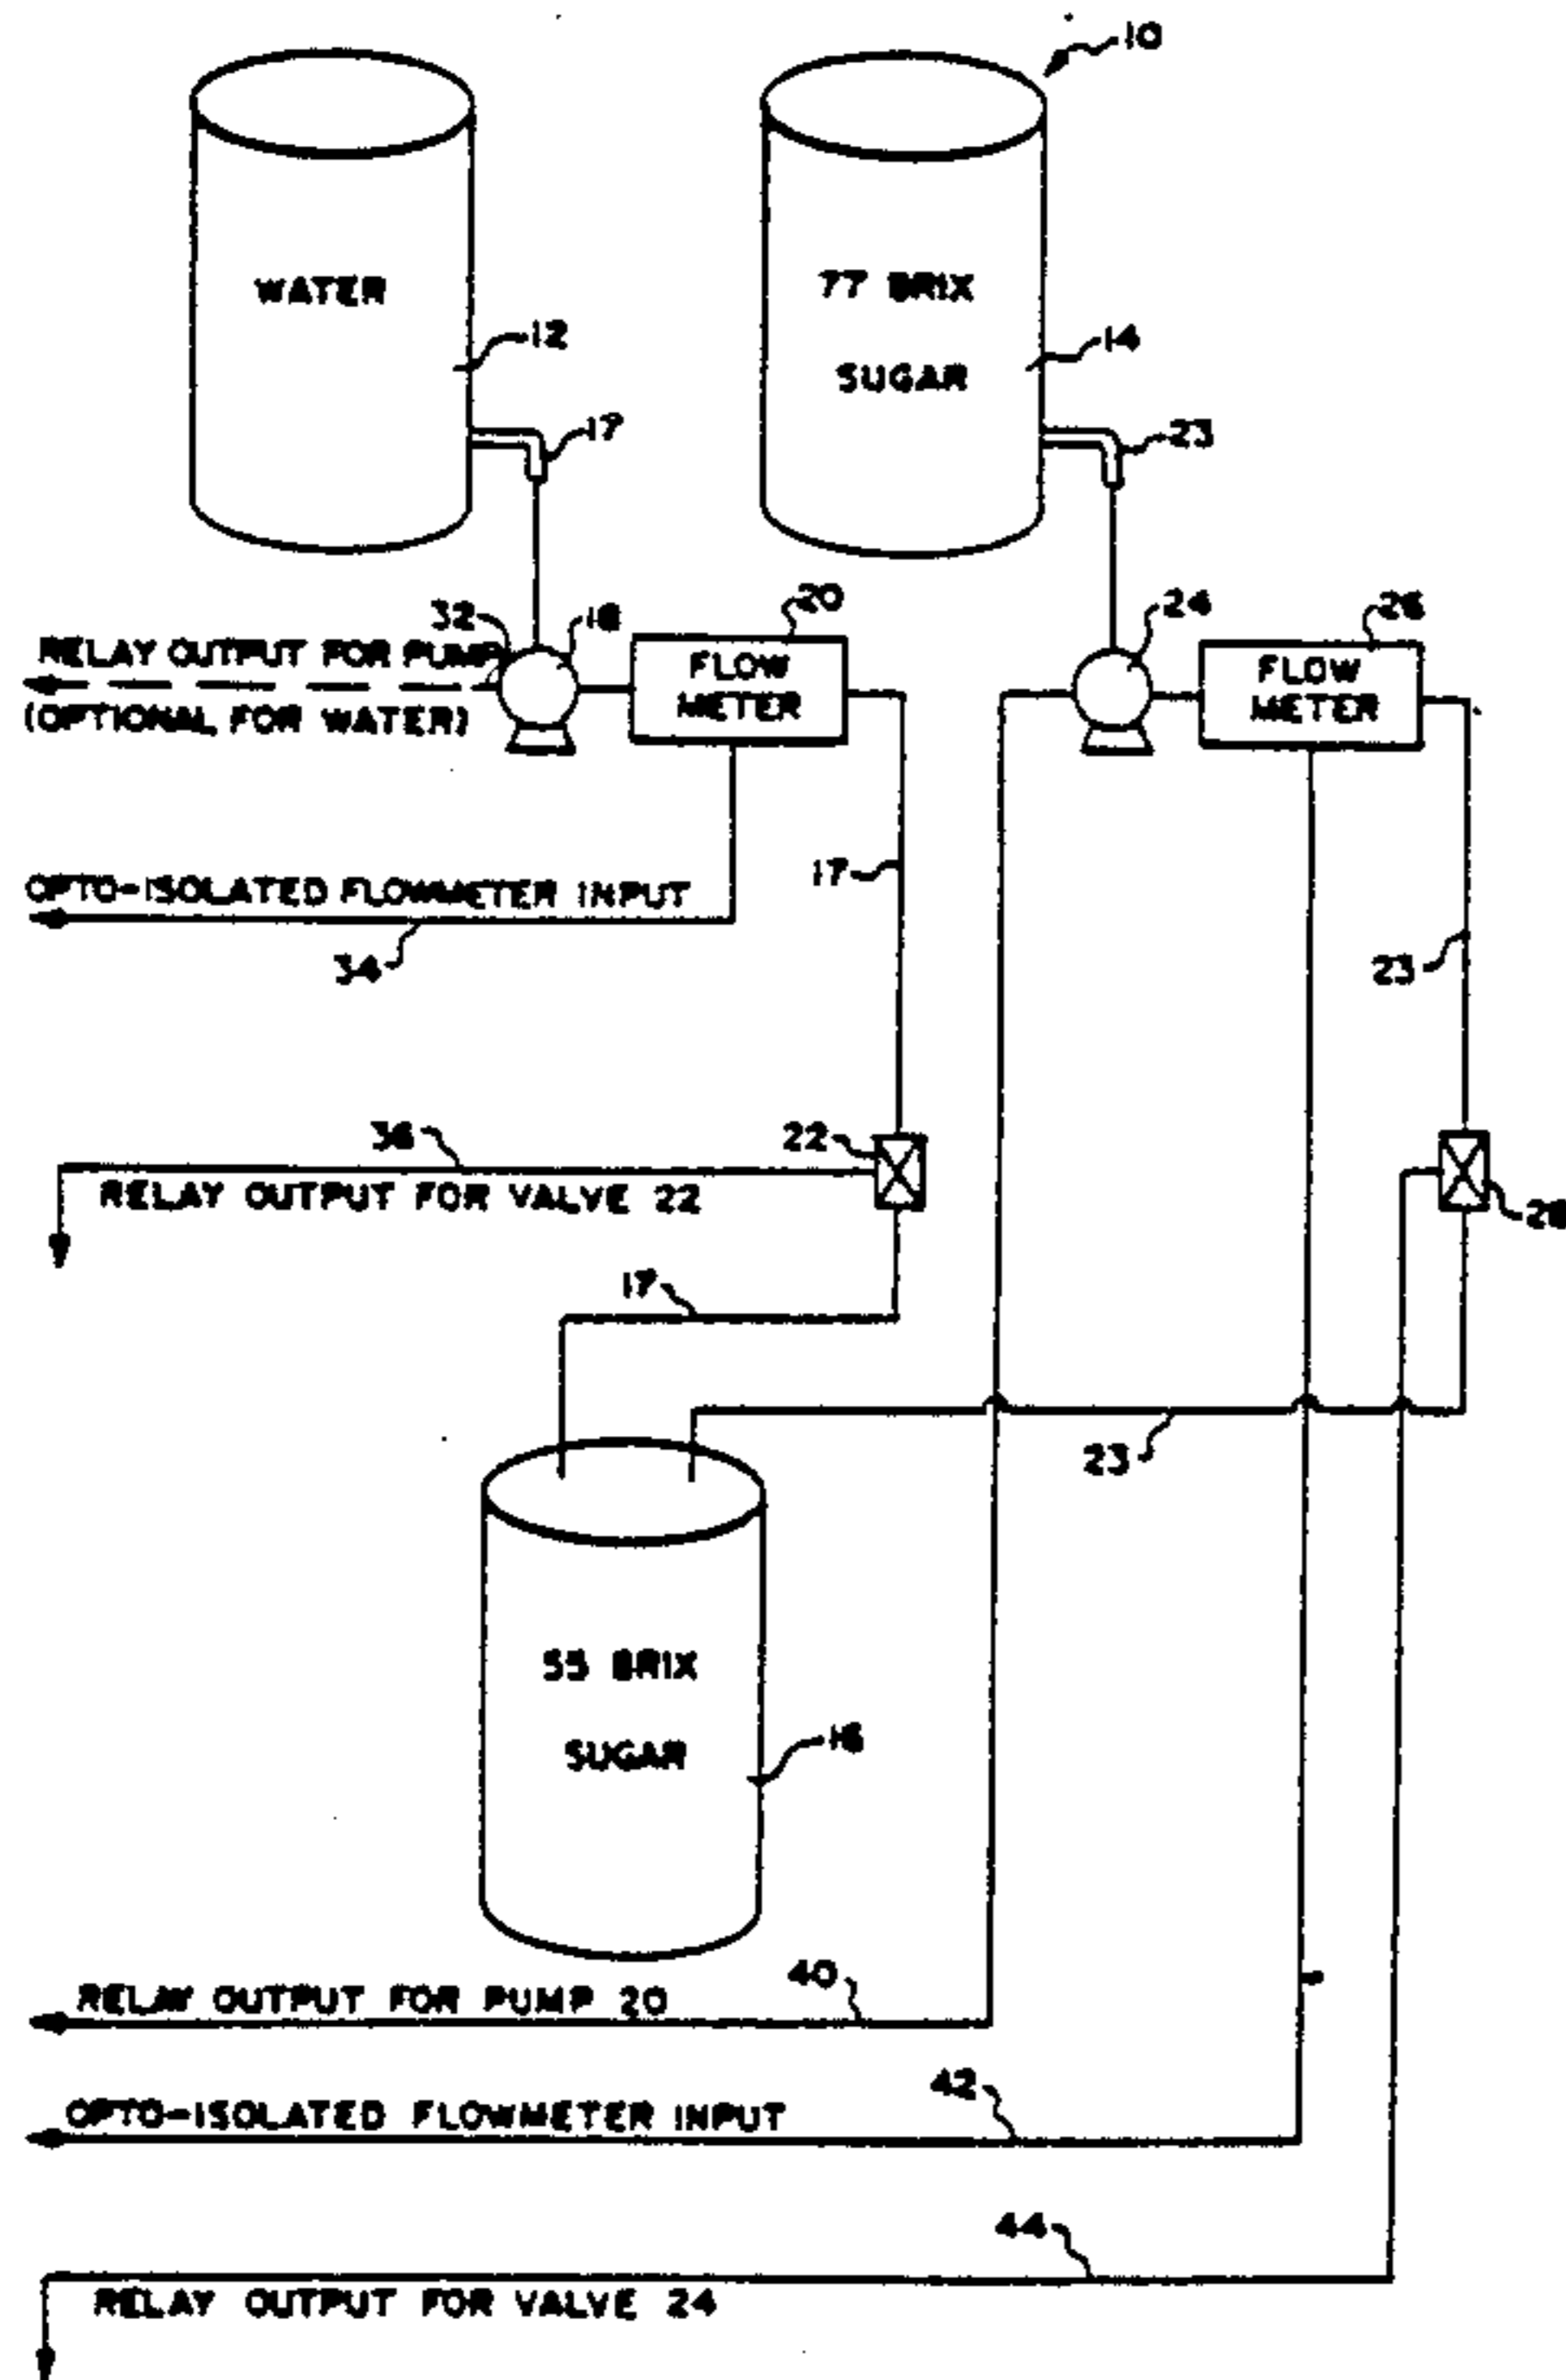 10
WATER
77 BRIX
SUGAR
12
14
17
23
32
18
20
24
26
RELAY OUTPUT FOR PUMP
(OPTIONAL FOR WATER)
FLOW
METER
FLOW
METER
17
OPTO-ISOLATED FLOWMETER INPUT
34
23
36
22
RELAY OUTPUT FOR VALVE 22
28
17
23
55 BRIX
SUGAR
16
RELAY OUTPUT FOR PUMP 20
40
OPTO-ISOLATED FLOWMETER INPUT
42
44
RELAY OUTPUT FOR VALVE 24